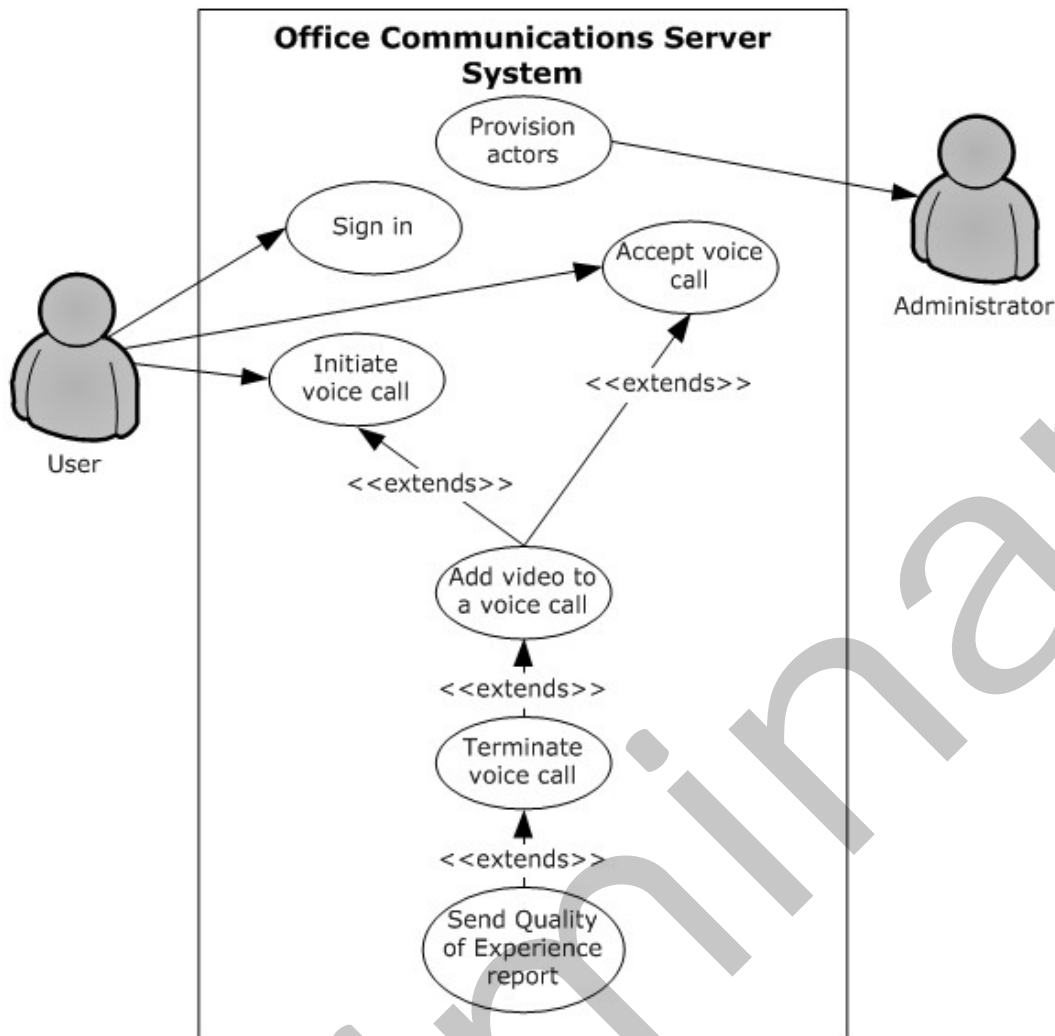 Office Communications Server
System
Provision
actors
Sign in
Accept voice
call
Administrator
Initiate
voice call
<<extends>>
User
<<extends>>
Add video to
a voice call
<<extends>>
Terminate
voice call
<<extends>>
Send Quality
of Experience
report